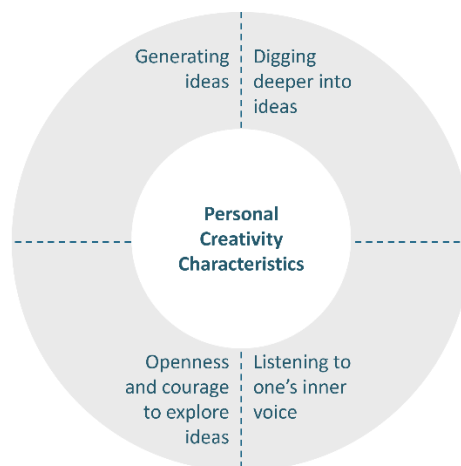 Generating
ideas
Digging
deeper into
ideas
Personal
Creativity
Characteristics
Openness
and courage
to explore
ideas
Listening to
one’s inner
voice